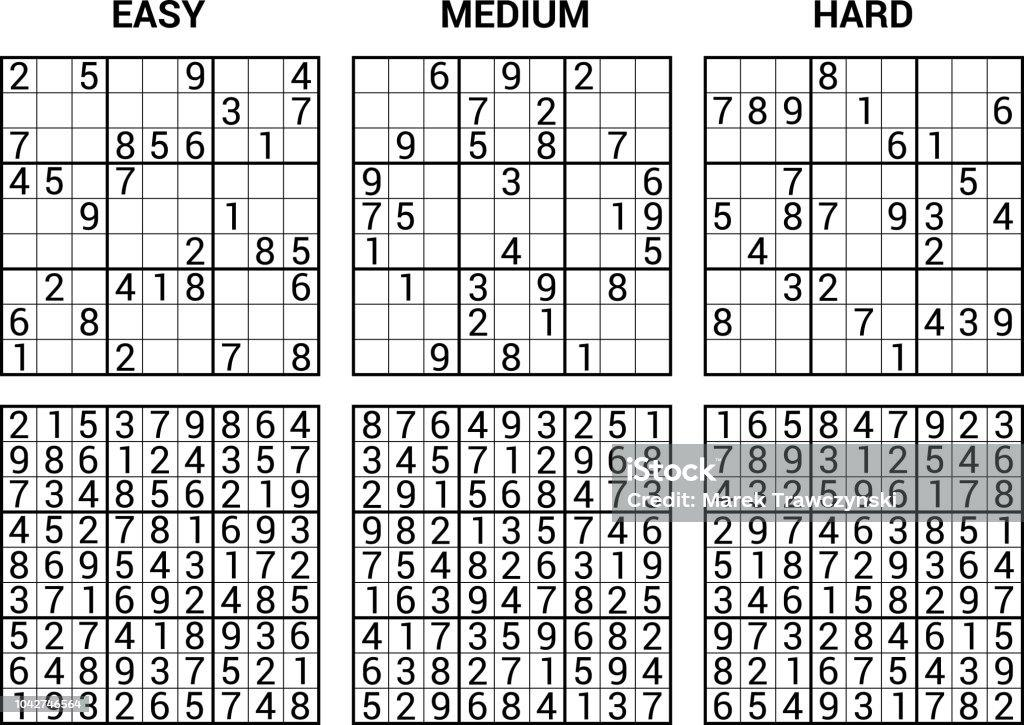 EASY
2 5 9 4
3 7
7 8 5 6 1
4 5 7
9 1
2 8 5
2 4 1 8 6
6 8
1 2 7 8
MEDIUM
6 9 2
7 2
9 5 8 7
9 3 6
7 5 1 9
1 4 5
1 3 9 8
2 1
9 8 1
HARD
8
7 8 9 1 6
6 1
7 5
5 8 7 9 3 4
4 2
3 2
8 7 4 3 9
1
2 1 5 3 7 9 8 6 4
9 8 6 1 2 4 3 5 7
7 3 4 8 5 6 2 1 9
4 5 2 7 8 1 6 9 3
8 6 9 5 4 3 1 7 2
3 7 1 6 9 2 4 8 5
5 2 7 4 1 8 9 3 6
6 4 8 9 3 7 5 2 1
1 9 3 2 6 5 7 4 8
8 7 6 4 9 3 2 5 1
3 4 5 7 1 2 9 6 8
2 9 1 5 6 8 4 7 3
9 8 2 1 3 5 7 4 6
7 5 4 8 2 6 3 1 9
1 6 3 9 4 7 8 2 5
4 1 7 3 5 9 6 8 2
6 3 8 2 7 1 5 9 4
5 2 9 6 8 4 1 3 7
1 6 5 8 4 7 9 2 3
7 8 9 3 1 2 5 4 6
4 3 2 5 9 6 1 7 8
2 9 7 4 6 3 8 5 1
5 1 8 7 2 9 3 6 4
3 4 6 1 5 8 2 9 7
9 7 3 2 8 4 6 1 5
8 2 1 6 7 5 4 3 9
6 5 4 9 3 1 7 8 2
iStock
Credit: Marek Trawczynski
1042746564